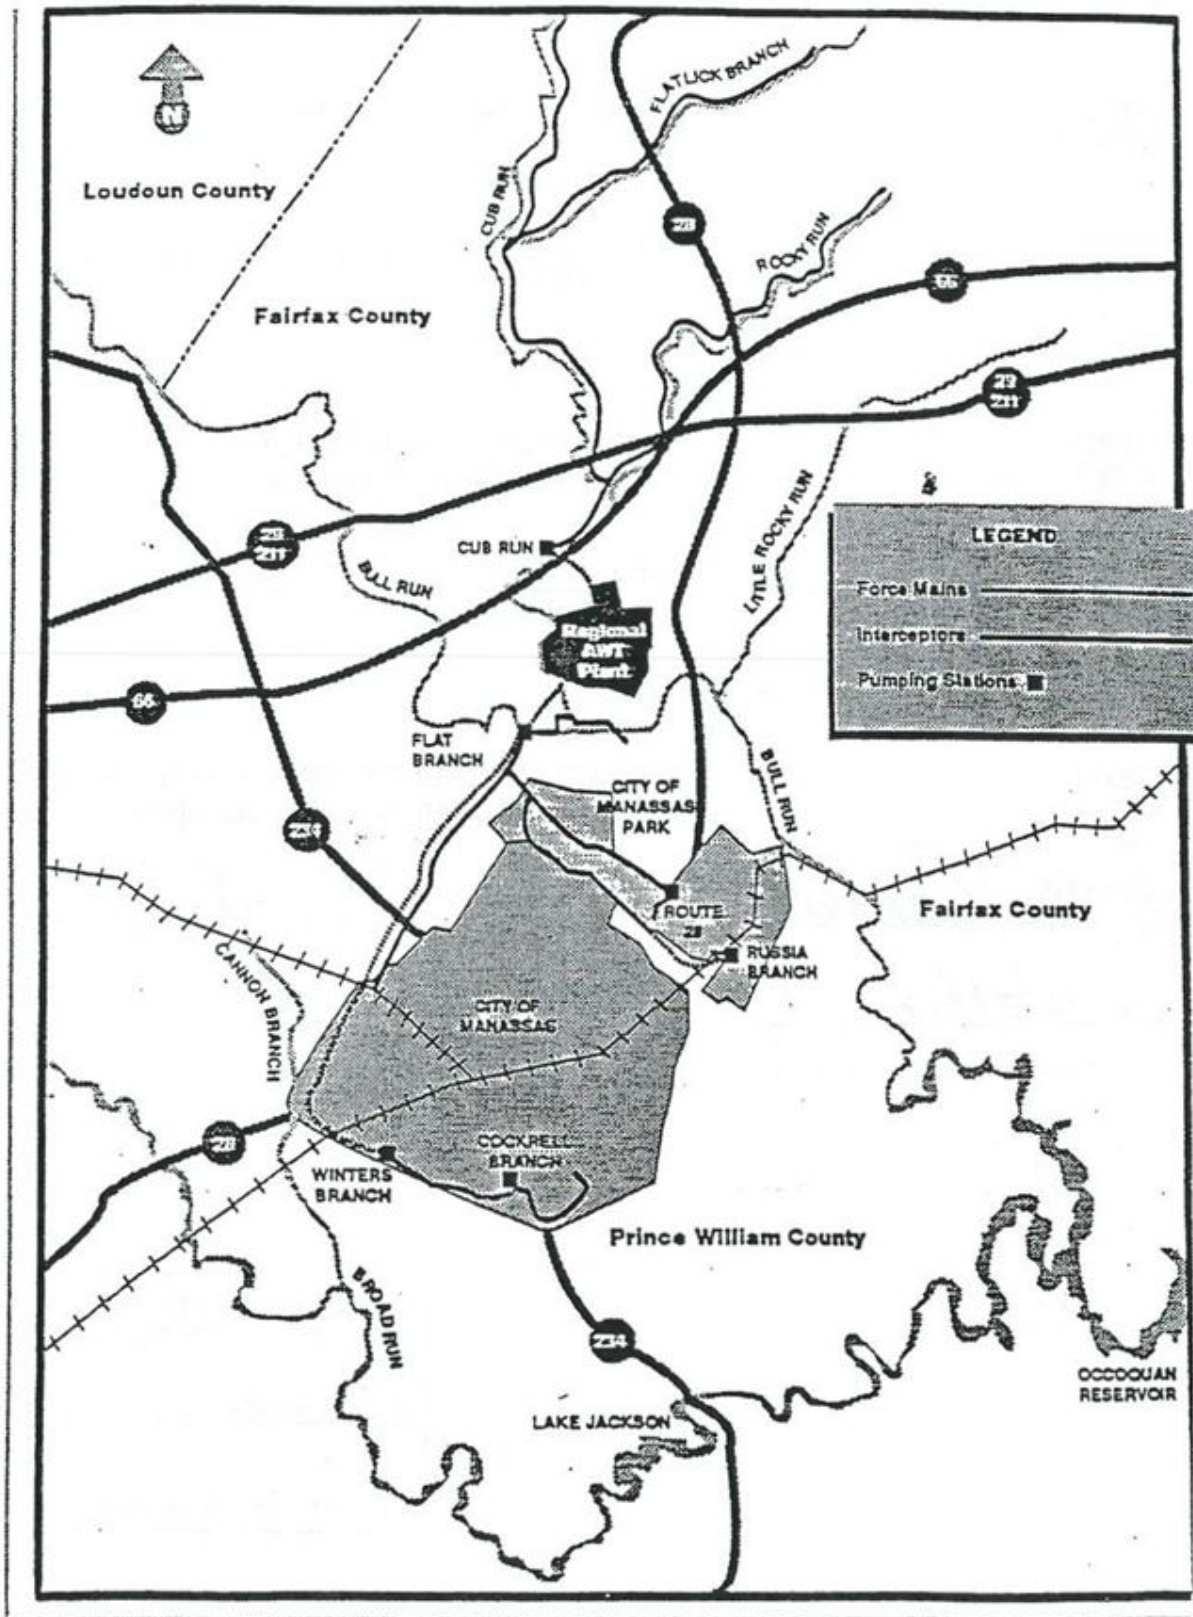 N
Loudoun County
Fairfax County
CUB RUN
FLATLICK BRANCH
28
ROCKY RUN
66
29
211
LITTLE ROCKY RUN
29
211
BULL RUN
CUB RUN
Regional
AWT
Plant
LEGEND
Force Mains
Interceptors
Pumping Stations
66
FLAT
BRANCH
BULL RUN
CITY OF
MANASSAS
PARK
234
ROUTE
28
Fairfax County
RUSSIA
BRANCH
CANNON BRANCH
CITY OF
MANASSAS
28
WINTERS
BRANCH
COCKRELL
BRANCH
Prince William County
BROAD RUN
234
OCCOQUAN
RESERVOIR
LAKE JACKSON